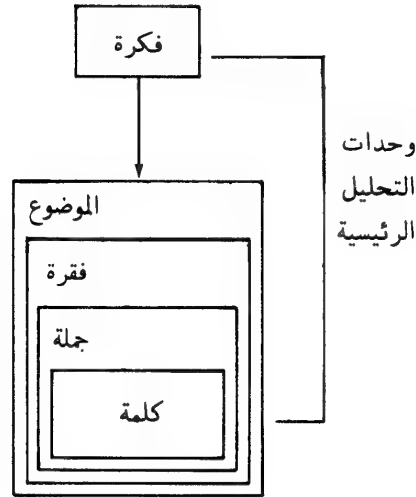 فكرة
وحدات
التحليل
الرئيسية
الموضوع
فقرة
جملة
كلمة